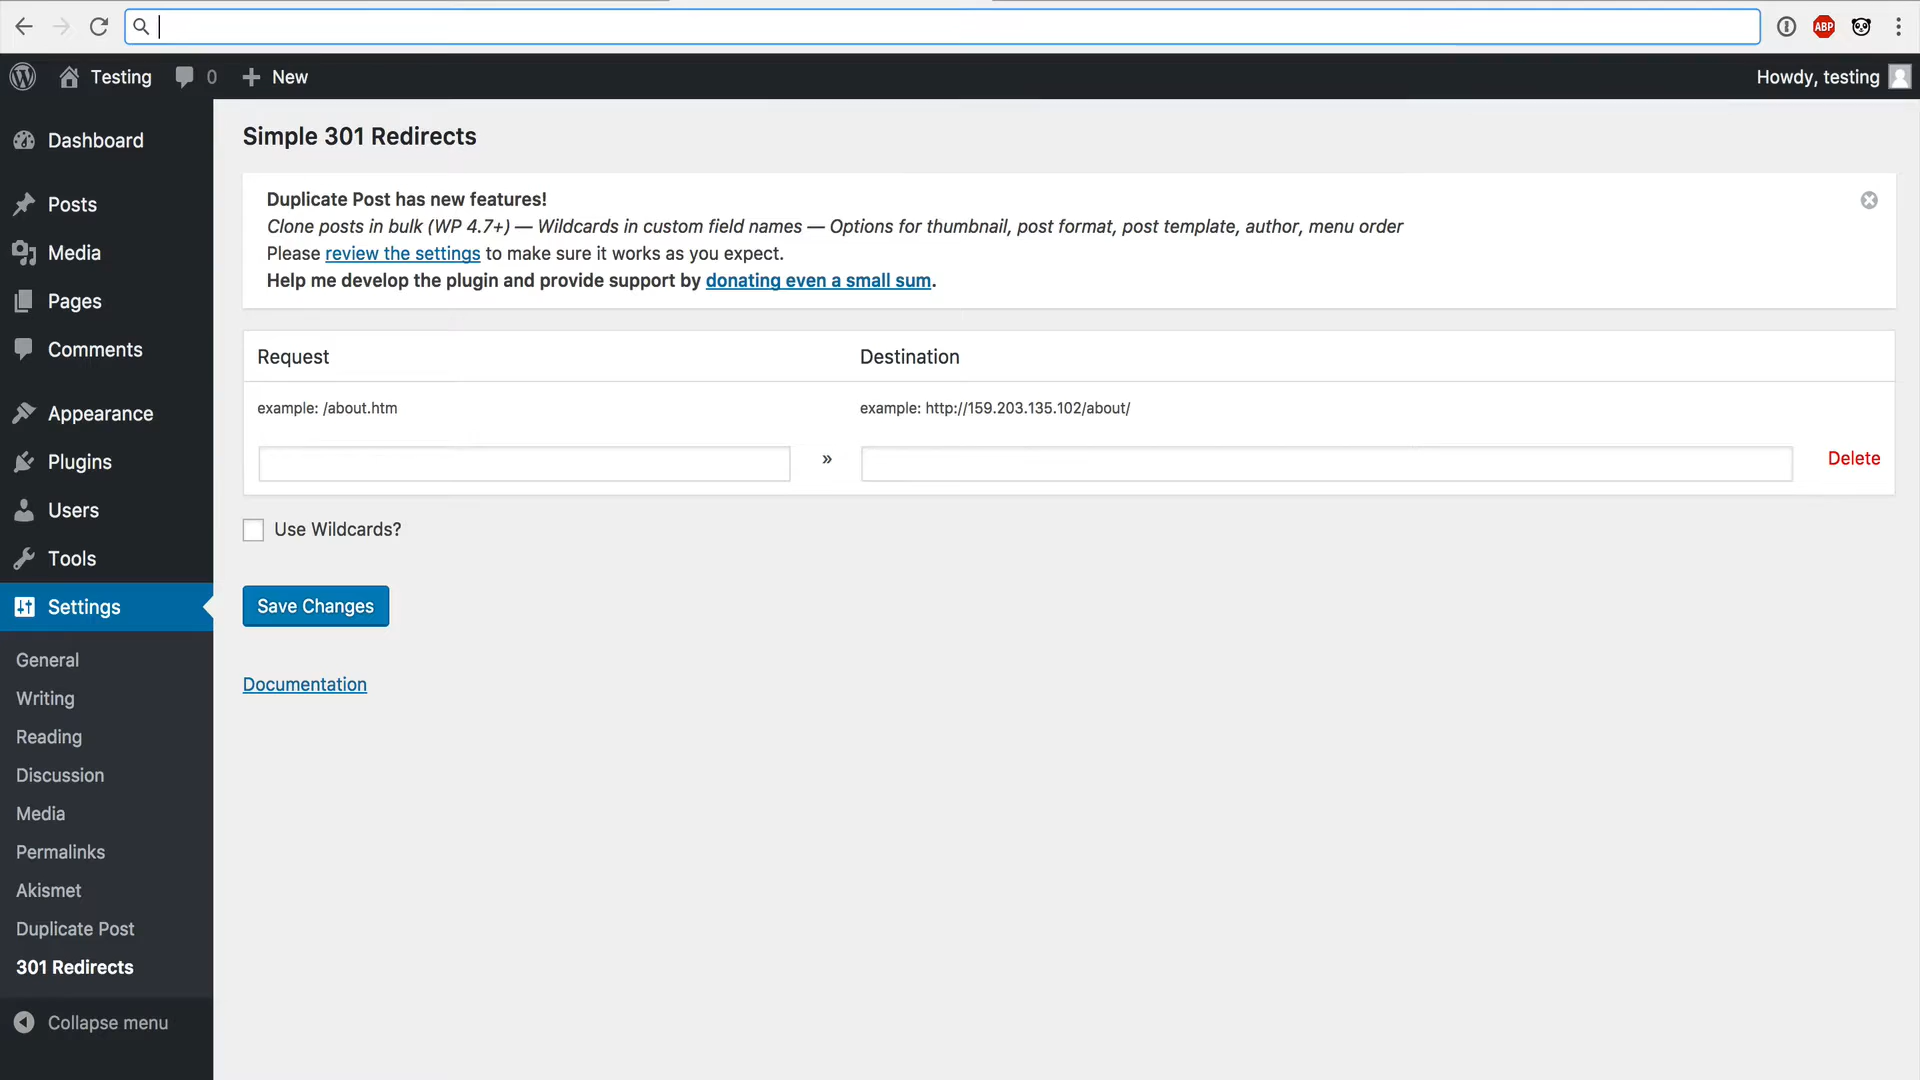 ABP
Testing
0
New
Howdy, testing
Dashboard
Posts
Media
Pages
Comments
Appearance
Plugins
Users
Tools
Settings
General
Writing
Reading
Discussion
Media
Permalinks
Akismet
Duplicate Post
301 Redirects
Collapse menu
Simple 301 Redirects
Duplicate Post has new features!
Clone posts in bulk (WP 4.7+) — Wildcards in custom field names — Options for thumbnail, post format, post template, author, menu order
Please review the settings to make sure it works as you expect.
Help me develop the plugin and provide support by donating even a small sum.
Request
Destination
example: /about.htm
example: http://159.203.135.102/about/
»
Delete
Use Wildcards?
Save Changes
Documentation